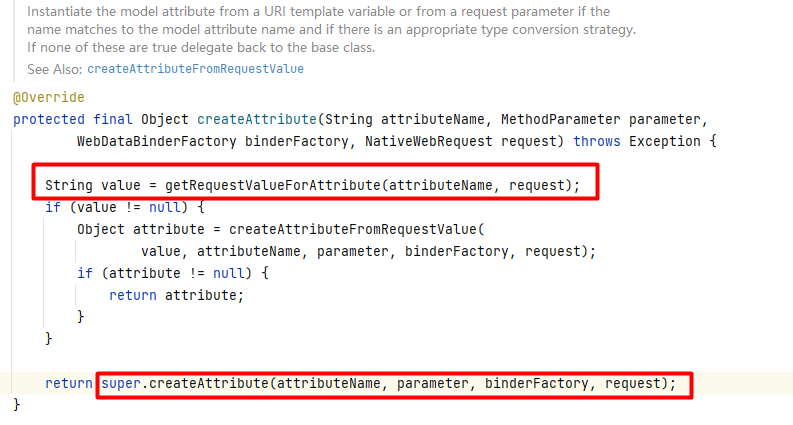 Instantiate the model attribute from a URI template variable or from a request parameter if the
name matches to the model attribute name and if there is an appropriate type conversion strategy.
If none of these are true delegate back to the base class.
See Also: createAttributeFromRequestValue
@Override
protected final Object createAttribute(String attributeName, MethodParameter parameter,
        WebDataBinderFactory binderFactory, NativeWebRequest request) throws Exception {
    String value = getRequestValueForAttribute(attributeName, request);
    if (value != null) {
        Object attribute = createAttributeFromRequestValue(
                value, attributeName, parameter, binderFactory, request);
        if (attribute != null) {
            return attribute;
        }
    }
    return super.createAttribute(attributeName, parameter, binderFactory, request);
}